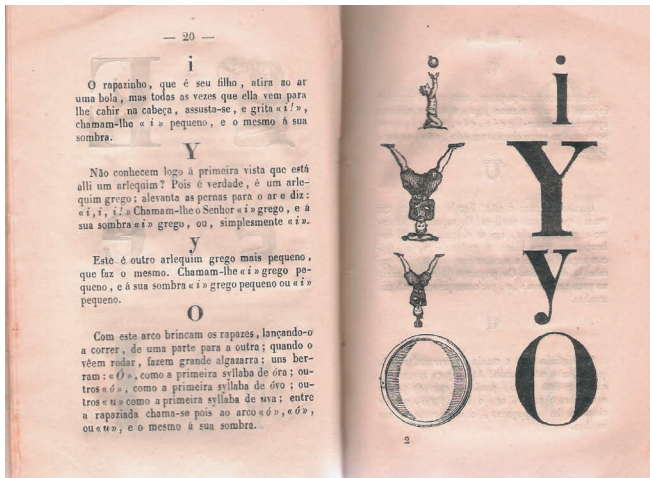 — 20 —
i
O rapazinho, que é seu filho, atira ao ar
uma bola, mas todas as vezes que ella vem para
lhe cahir na cabeça, assusta-se, e grita «i!»,
chamam-lhe «i» pequeno, e o mesmo á sua
sombra.
Y
Não conhecem logo á primeira vista que está
alli um arlequim? Pois é verdade, é um arle-
quim grego; alevanta as pernas para o ar e diz:
«i, i, i!» Chamam-lhe o Senhor «i» grego, e á
sua sombra «i» grego, ou, simplesmente «i».
y
Este é outro arlequim grego mais pequeno,
que faz o mesmo. Chamam-lhe «i» grego pe-
queno, e á sua sombra «i» grego pequeno ou «i»
pequeno.
O
Com este arco brincam os rapazes, lançando-o
a correr, de uma parte para a outra; quando o
vêem rodar, fazem grande algazarra; uns ber-
ram: «Ó», como a primeira syllaba de óra; ou-
tros «ô», como a primeira syllaba de ôvo; ou-
tros «u» como a primeira syllaba de uva; entre
a rapaziada chama-se pois ao arco «ó», «ô»,
ou «u», e o mesmo á sua sombra.
i
Y
y
O
2